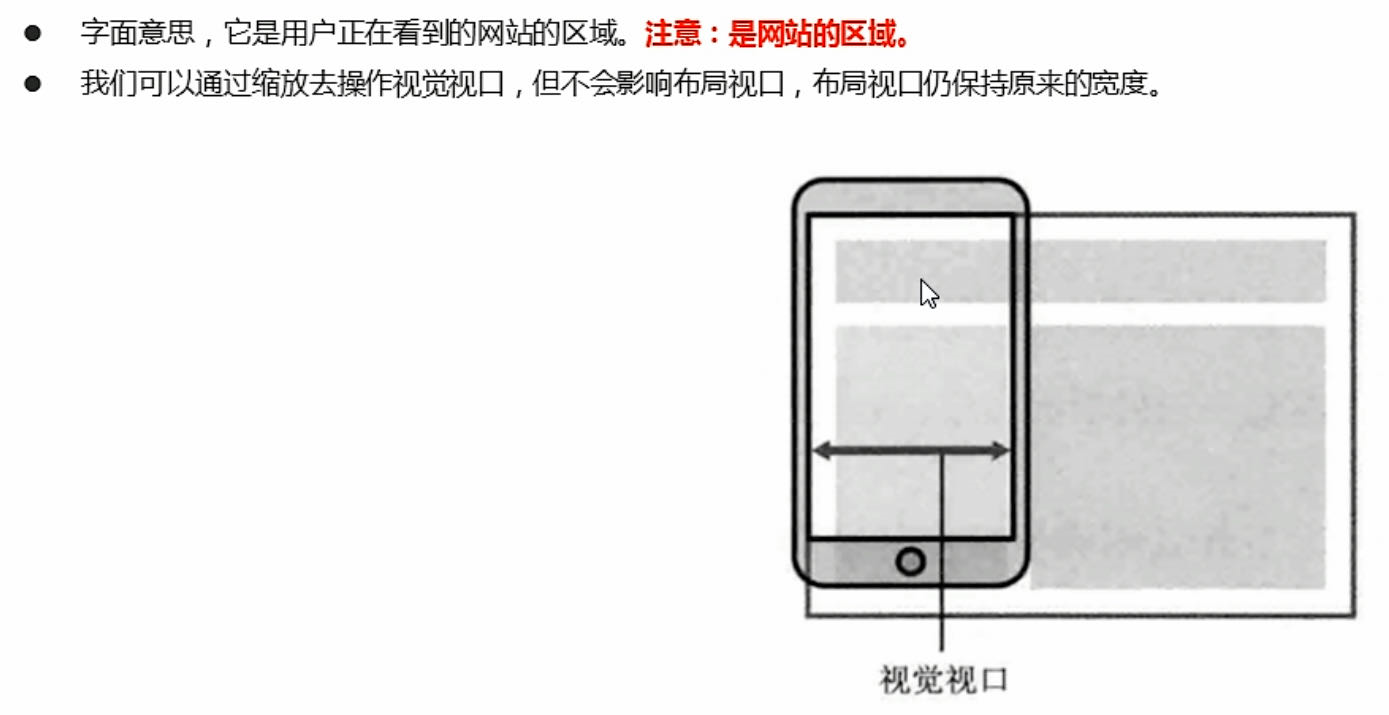 ● 字面意思，它是用户正在看到的网站的区域。注意：是网站的区域。
● 我们可以通过缩放去操作视觉视口，但不会影响布局视口，布局视口仍保持原来的宽度。
视觉视口